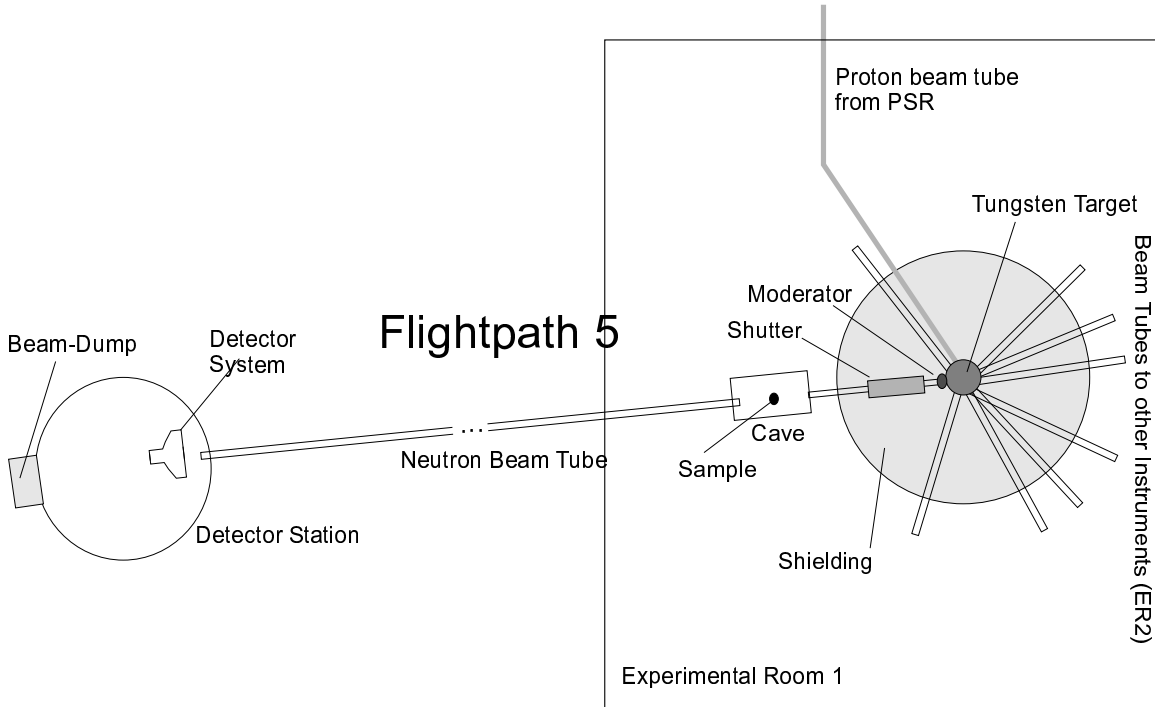 Proton beam tube
from PSR
Tungsten Target
Beam Tubes to other Instruments (ER2)
Moderator
Shutter
Flightpath 5
Beam-Dump
Detector
System
...
Cave
Neutron Beam Tube
Sample
Detector Station
Shielding
Experimental Room 1